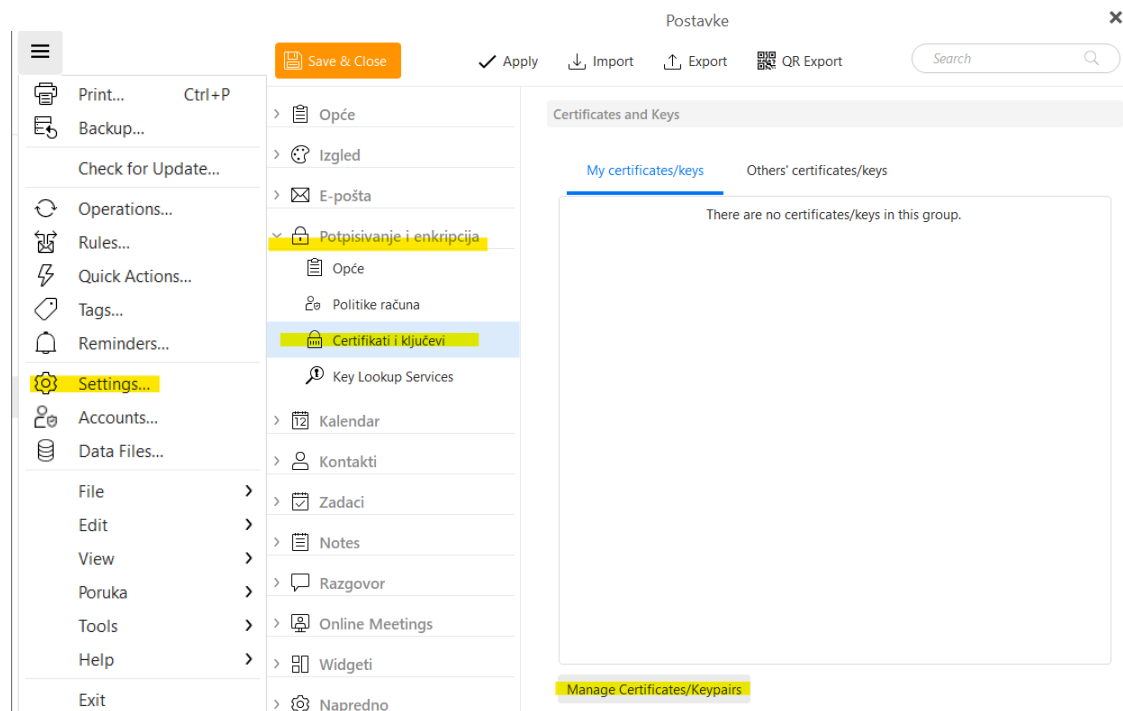 Postavke
Save & Close
Apply
Import
Export
QR Export
Search
Print... Ctrl+P
Backup...
Check for Update...
Operations...
Rules...
Quick Actions...
Tags...
Reminders...
Settings...
Accounts...
Data Files...
File
Edit
View
Poruka
Tools
Help
Exit
Opće
Izgled
E-pošta
Potpisivanje i enkripcija
Opće
Politike računa
Certifikati i ključevi
Key Lookup Services
12 Kalendar
Kontakti
Zadaci
Notes
Razgovor
Online Meetings
Widgeti
Napredno
Certificates and Keys
My certificates/keys Others' certificates/keys
There are no certificates/keys in this group.
Manage Certificates/Keypairs